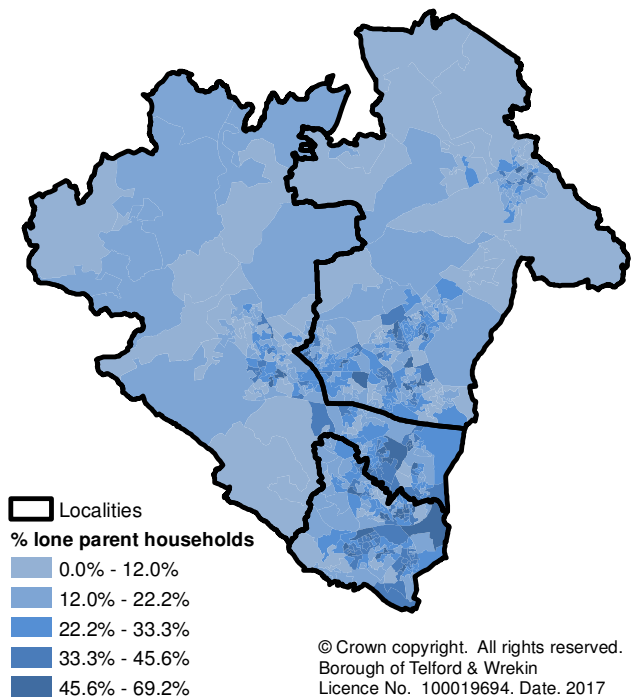 Localities
% lone parent households
0.0% - 12.0%
12.0% - 22.2%
22.2% - 33.3%
33.3% - 45.6%
45.6% - 69.2%
© Crown copyright. All rights reserved.
Borough of Telford & Wrekin
Licence No. 100019694. Date. 2017